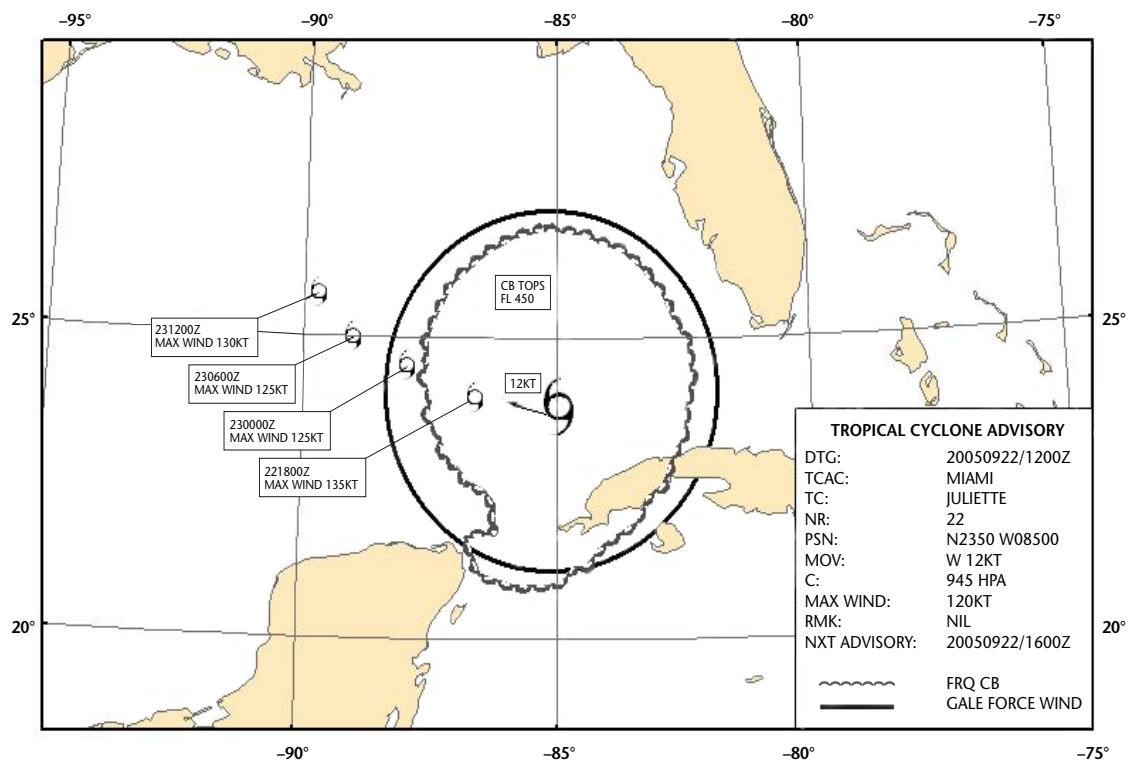 –95° –90° –85° –80° –75°
CB TOPS
FL 450
25° 25°
231200Z
MAX WIND 130KT
230600Z
MAX WIND 125KT
12KT
230000Z
MAX WIND 125KT
221800Z
MAX WIND 135KT
TROPICAL CYCLONE ADVISORY
DTG: 20050922/1200Z
TCAC: MIAMI
TC: JULIETTE
NR: 22
PSN: N2350 W08500
MOV: W 12KT
C: 945 HPA
MAX WIND: 120KT
RMK: NIL
NXT ADVISORY: 20050922/1600Z
FRQ CB
GALE FORCE WIND
20° 20°
–90° –85° –80° –75°